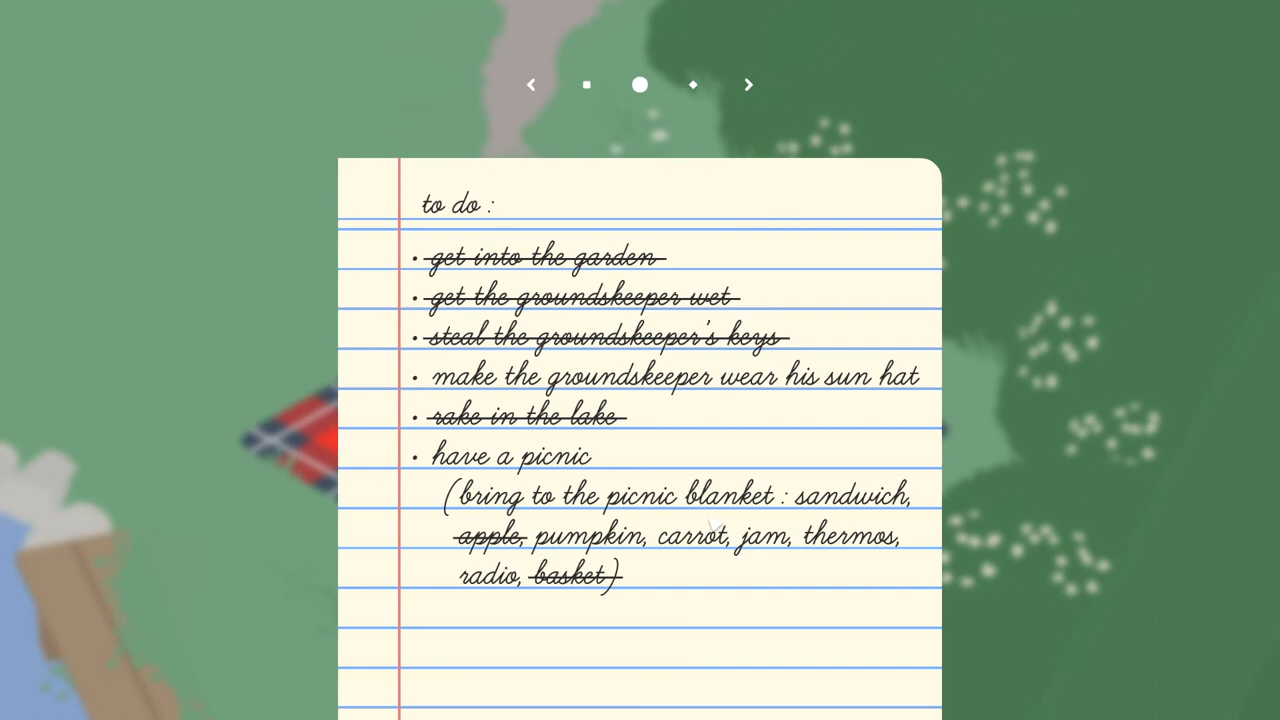 to do :
• get into the garden
• get the groundskeeper wet
• steal the groundskeeper's keys
• make the groundskeeper wear his sun hat
• rake in the lake
• have a picnic
(bring to the picnic blanket : sandwich,
apple, pumpkin, carrot, jam, thermos,
radio, basket)